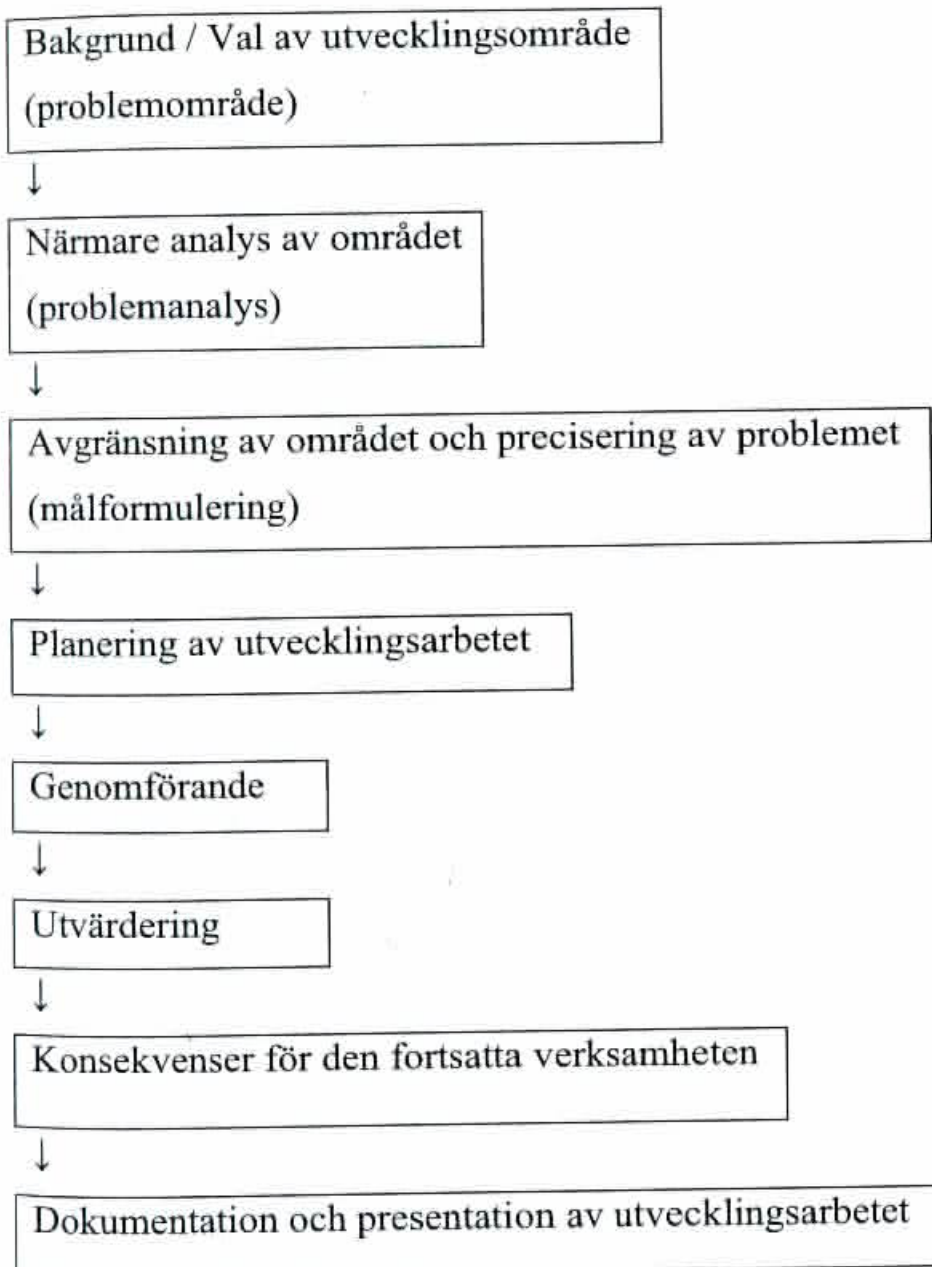 Bakgrund / Val av utvecklingsområde
(problemområde)
↓
Närmare analys av området
(problemanalys)
↓
Avgränsning av området och precisering av problemet
(målformulering)
↓
Planering av utvecklingsarbetet
↓
Genomförande
↓
Utvärdering
↓
Konsekvenser för den fortsatta verksamheten
↓
Dokumentation och presentation av utvecklingsarbetet